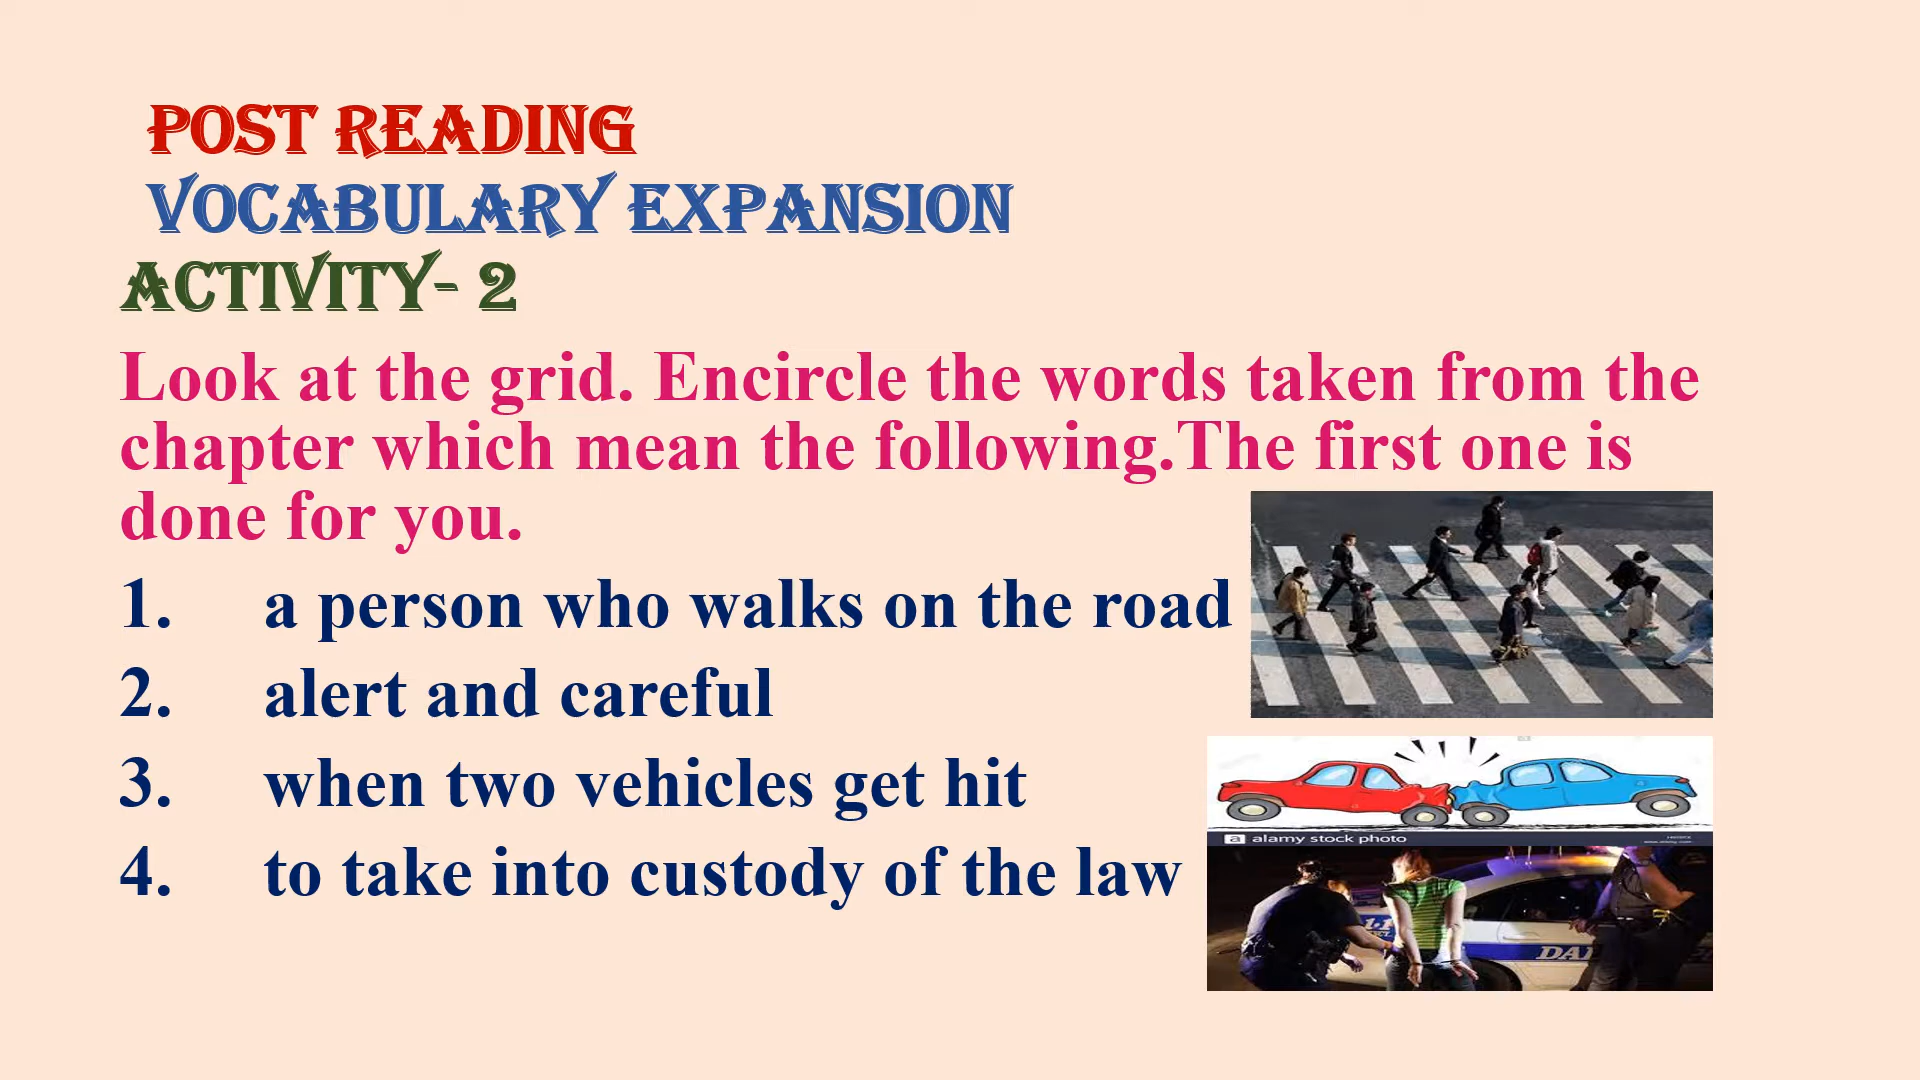 POST READING
VOCABULARY EXPANSION
ACTIVITY- 2
Look at the grid. Encircle the words taken from the
chapter which mean the following.The first one is
done for you.
1. a person who walks on the road
2. alert and careful
3. when two vehicles get hit
a alamy stock photo
4. to take into custody of the law